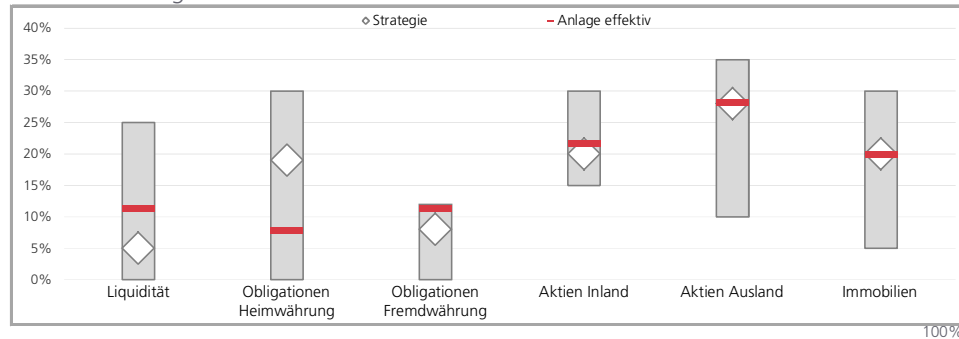 Strategie
Anlage effektiv
40%
35%
30%
25%
20%
15%
10%
5%
0%
Liquidität
Obligationen
Heimwährung
Obligationen
Fremdwährung
Aktien Inland
Aktien Ausland
Immobilien
100%